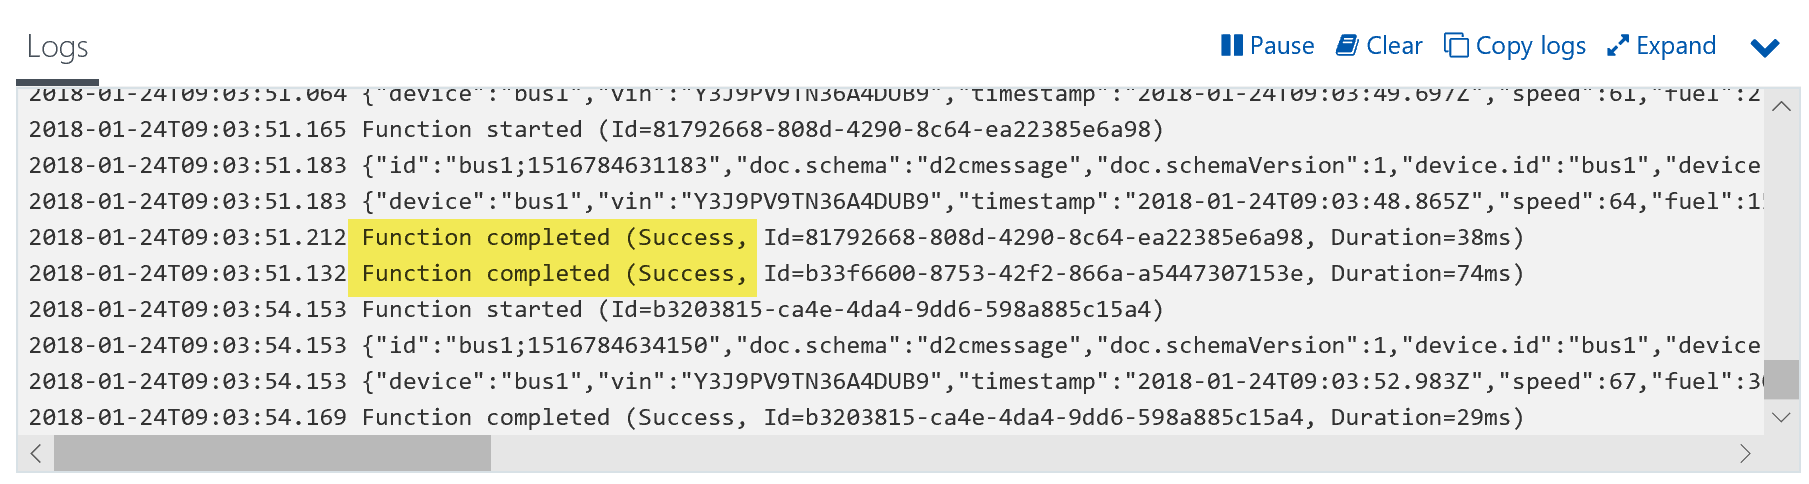 Logs
Pause Clear Copy logs Expand
2018-01-24T09:03:51.064 {"device":"bus1","vin":"Y3J9PV9TN36A4DUB9","timestamp":"2018-01-24T09:03:49.697Z","speed":61,"fuel":2
2018-01-24T09:03:51.165 Function started (Id=81792668-808d-4290-8c64-ea22385e6a98)
2018-01-24T09:03:51.183 {"id":"bus1;1516784631183","doc.schema":"d2cmessage","doc.schemaVersion":1,"device.id":"bus1","device
2018-01-24T09:03:51.183 {"device":"bus1","vin":"Y3J9PV9TN36A4DUB9","timestamp":"2018-01-24T09:03:48.865Z","speed":64,"fuel":1
2018-01-24T09:03:51.212 Function completed (Success, Id=81792668-808d-4290-8c64-ea22385e6a98, Duration=38ms)
2018-01-24T09:03:51.132 Function completed (Success, Id=b33f6600-8753-42f2-866a-a5447307153e, Duration=74ms)
2018-01-24T09:03:54.153 Function started (Id=b3203815-ca4e-4da4-9dd6-598a885c15a4)
2018-01-24T09:03:54.153 {"id":"bus1;1516784634150","doc.schema":"d2cmessage","doc.schemaVersion":1,"device.id":"bus1","device
2018-01-24T09:03:54.153 {"device":"bus1","vin":"Y3J9PV9TN36A4DUB9","timestamp":"2018-01-24T09:03:52.983Z","speed":67,"fuel":3
2018-01-24T09:03:54.169 Function completed (Success, Id=b3203815-ca4e-4da4-9dd6-598a885c15a4, Duration=29ms)